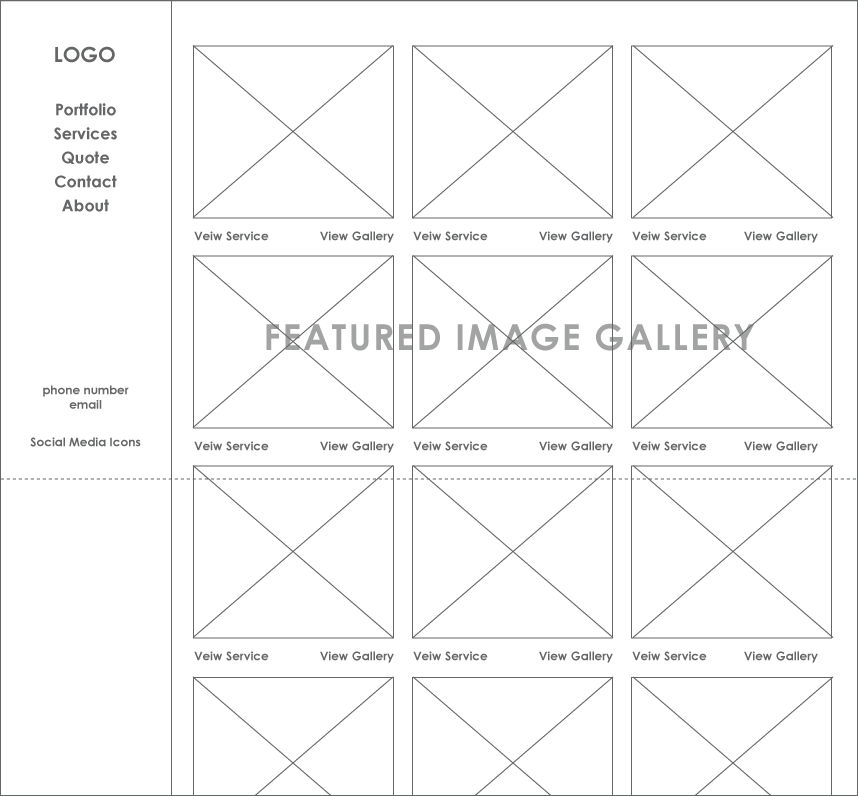 LOGO
Portfolio
Services
Quote
Contact
About
phone number
email
Social Media Icons
Veiw Service View Gallery Veiw Service View Gallery Veiw Service View Gallery
FEATURED IMAGE GALLERY
Veiw Service View Gallery Veiw Service View Gallery Veiw Service View Gallery
Veiw Service View Gallery Veiw Service View Gallery Veiw Service View Gallery